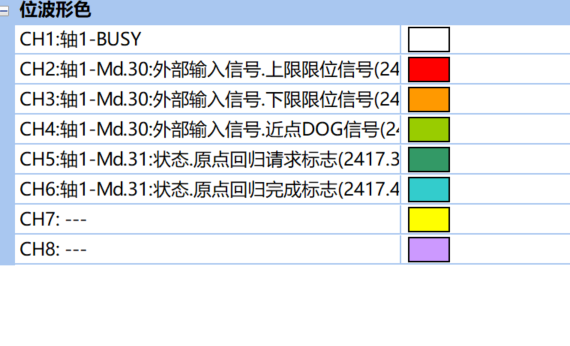 位波形色
CH1:轴1-BUSY
CH2:轴1-Md.30:外部输入信号.上限限位信号(24
CH3:轴1-Md.30:外部输入信号.下限限位信号(24
CH4:轴1-Md.30:外部输入信号.近点DOG信号(24
CH5:轴1-Md.31:状态.原点回归请求标志(2417.3
CH6:轴1-Md.31:状态.原点回归完成标志(2417.4
CH7: ---
CH8: ---